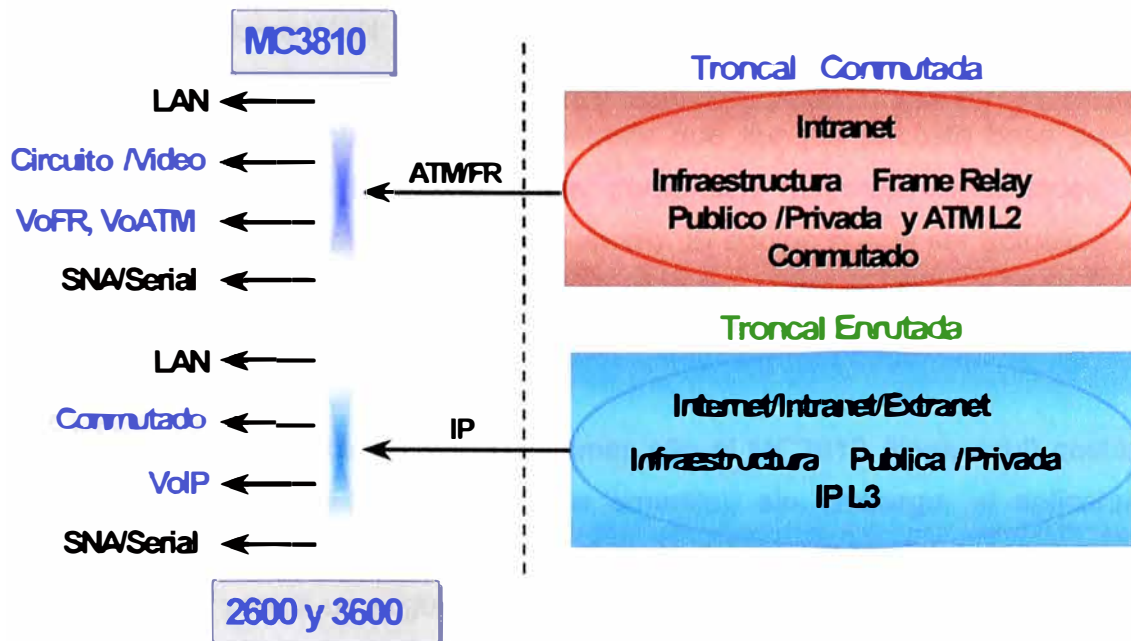 MC3810
LAN
Circuito /Video
VoFR, VoATM
SNA/Serial
ATM/FR
Troncal Conmutada
Intranet
Infraestructura Frame Relay
Publico /Privada y ATM L2
Conmutado
LAN
Conmutado
VoIP
SNA/Serial
IP
Troncal Enrutada
Internet/Intranet/Extranet
Infraestructura Publica /Privada
IP L3
2600 y 3600